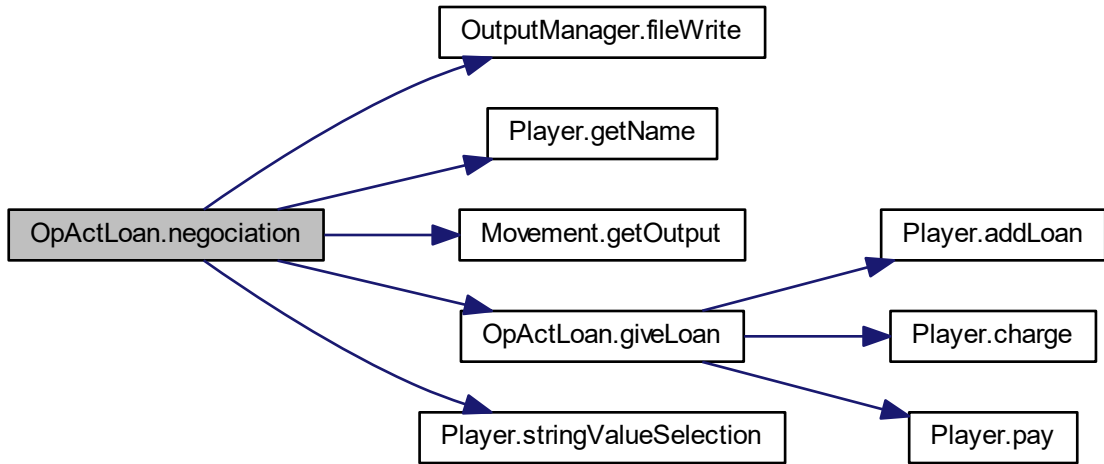 OutputManager.fileWrite
Player.getName
OpActLoan.negociation
Movement.getOutput
Player.addLoan
OpActLoan.giveLoan
Player.charge
Player.stringValueSelection
Player.pay